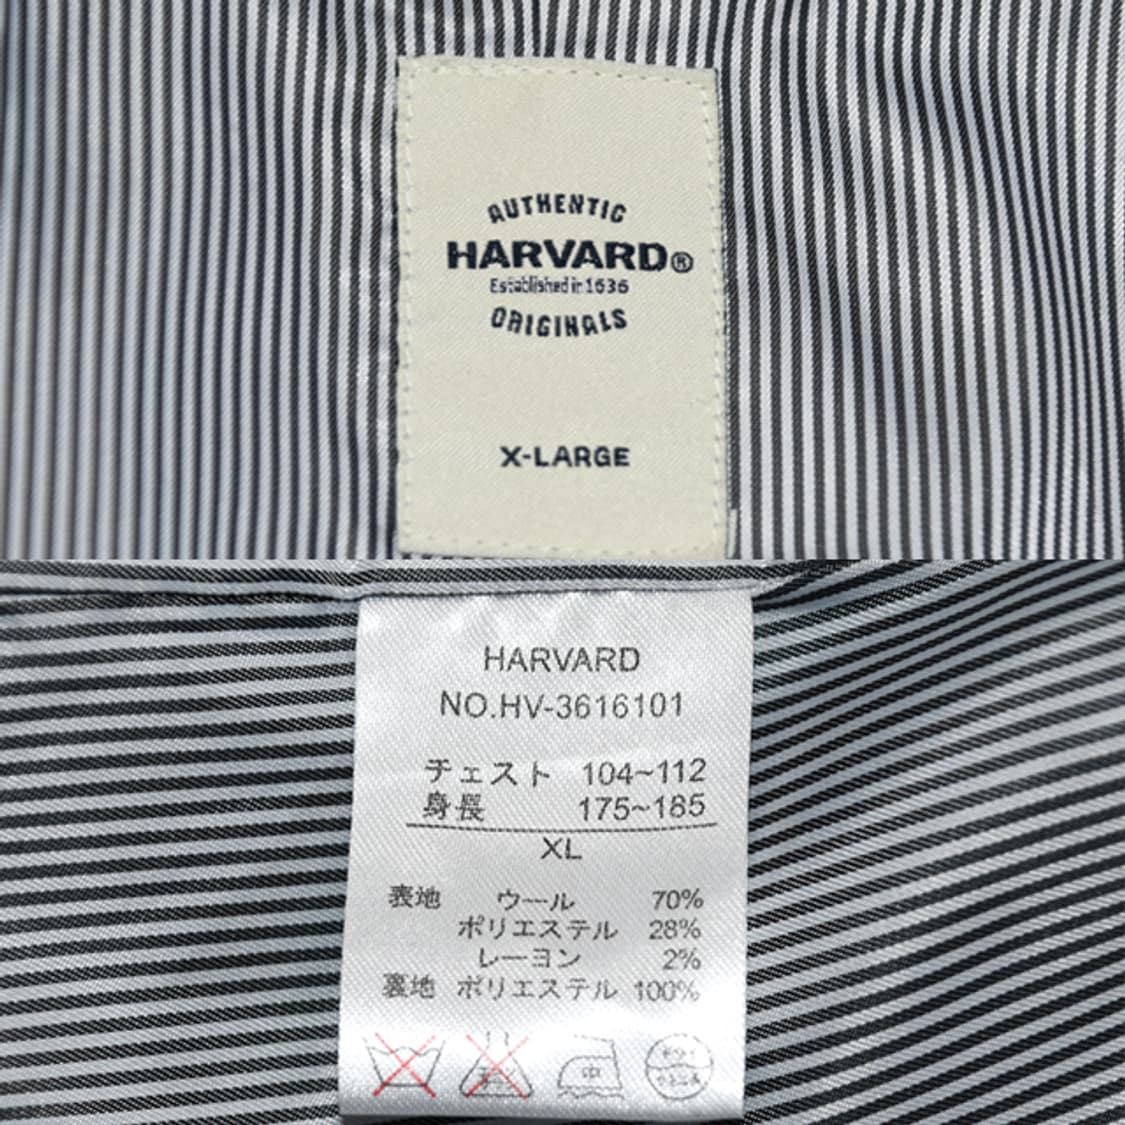 AUTHENTIC
HARVARD®
Established in 1636
ORIGINALS
X-LARGE
HARVARD
NO.HV-3616101
チェスト 104~112
身長 175~185
XL
表地 ウール 70%
ポリエステル 28%
レーヨン 2%
裏地 ポリエステル 100%
中